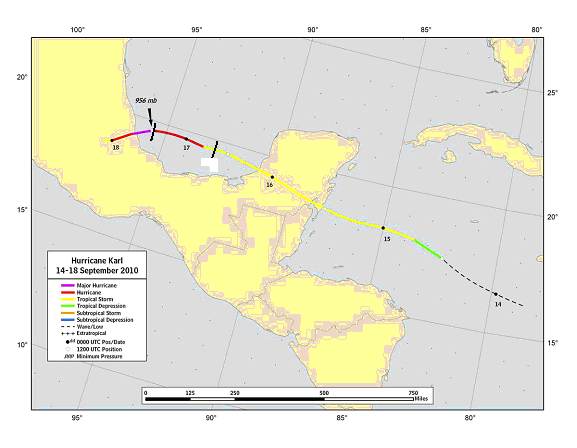 100° 95° 90° 85° 80°
20°
25°
956 mb
18
17
16
15° 20°
15
14
Hurricane Karl
14-18 September 2010
Major Hurricane
Hurricane
Tropical Storm
Tropical Depression
Subtropical Storm
Subtropical Depression
Wave/Low
Extratropical
0000 UTC Pos/Date
1200 UTC Position
PPP Minimum Pressure
10° 15°
0 125 250 500 750
Miles
95° 90° 85° 80°